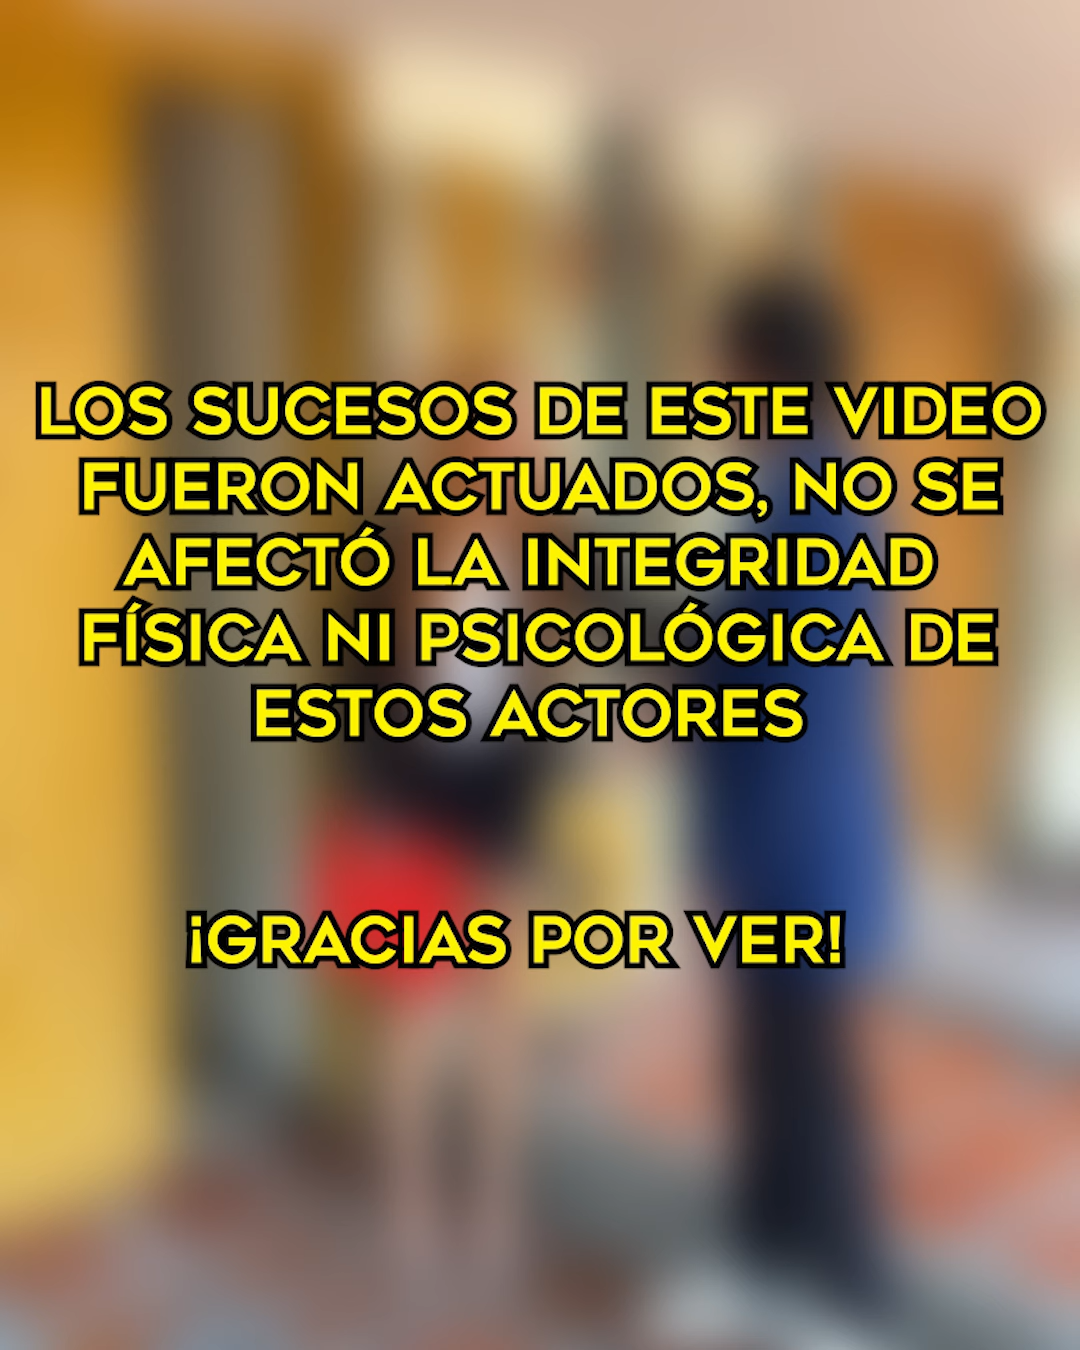 LOS SUCESOS DE ESTE VIDEO
FUERON ACTUADOS, NO SE
AFECTÓ LA INTEGRIDAD
FÍSICA NI PSICOLÓGICA DE
ESTOS ACTORES
¡GRACIAS POR VER!